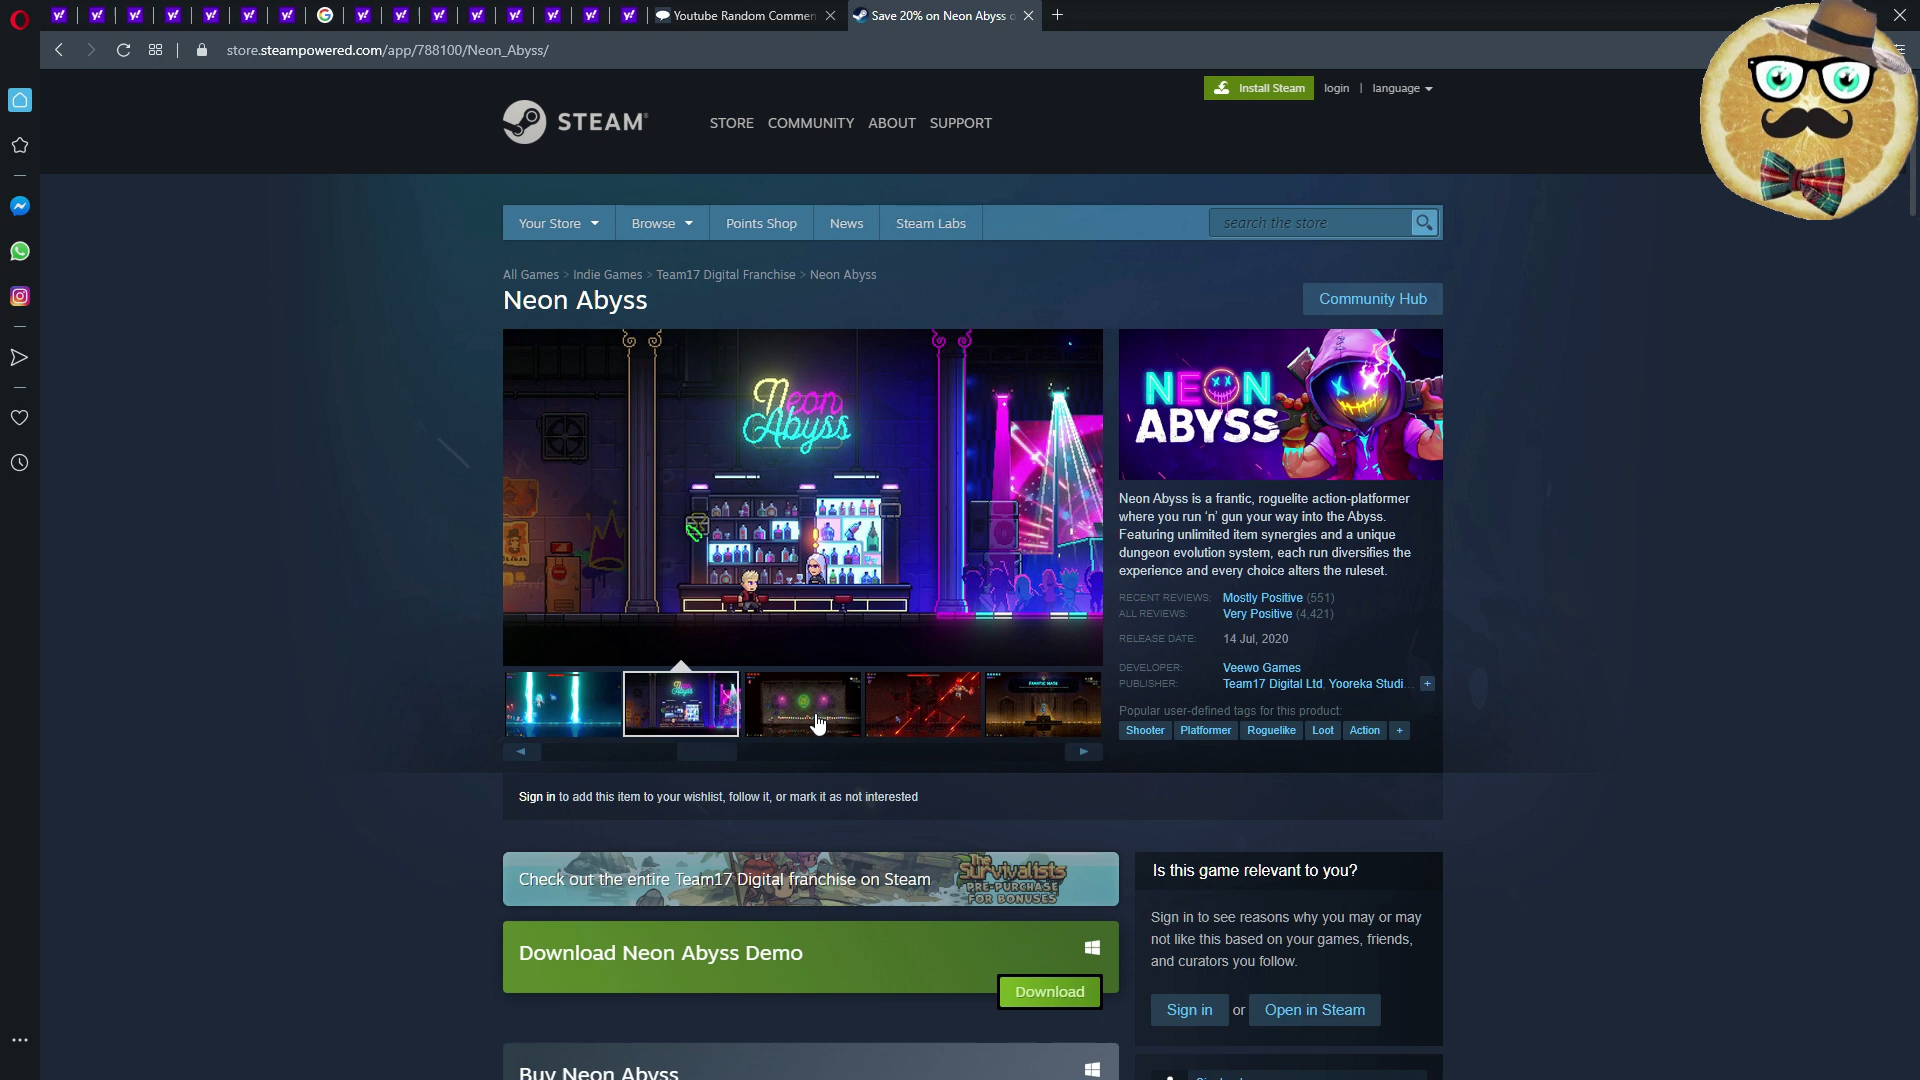 Youtube Random Commen
Save 20% on Neon Abyss o
store.steampowered.com/app/788100/Neon_Abyss/
Install Steam
login | language
STEAM
STORE COMMUNITY ABOUT SUPPORT
Your Store Browse Points Shop News Steam Labs
search the store
All Games > Indie Games > Team17 Digital Franchise > Neon Abyss
Neon Abyss
Community Hub
Neon
Abyss
NEON
ABYSS
Neon Abyss is a frantic, roguelite action-platformer
where you run ‘n’ gun your way into the Abyss.
Featuring unlimited item synergies and a unique
dungeon evolution system, each run diversifies the
experience and every choice alters the ruleset.
RECENT REVIEWS: Mostly Positive (551)
ALL REVIEWS: Very Positive (4,421)
RELEASE DATE: 14 Jul, 2020
DEVELOPER: Veewo Games
PUBLISHER: Team17 Digital Ltd, Yooreka Studi... +
Popular user-defined tags for this product:
Shooter Platformer Roguelike Loot Action +
Sign in to add this item to your wishlist, follow it, or mark it as not interested
Check out the entire Team17 Digital franchise on Steam
The Survivalists
PRE-PURCHASE
FOR BONUSES
Is this game relevant to you?
Sign in to see reasons why you may or may
not like this based on your games, friends,
and curators you follow.
Sign in or Open in Steam
Download Neon Abyss Demo
Download
Buy Neon Abyss